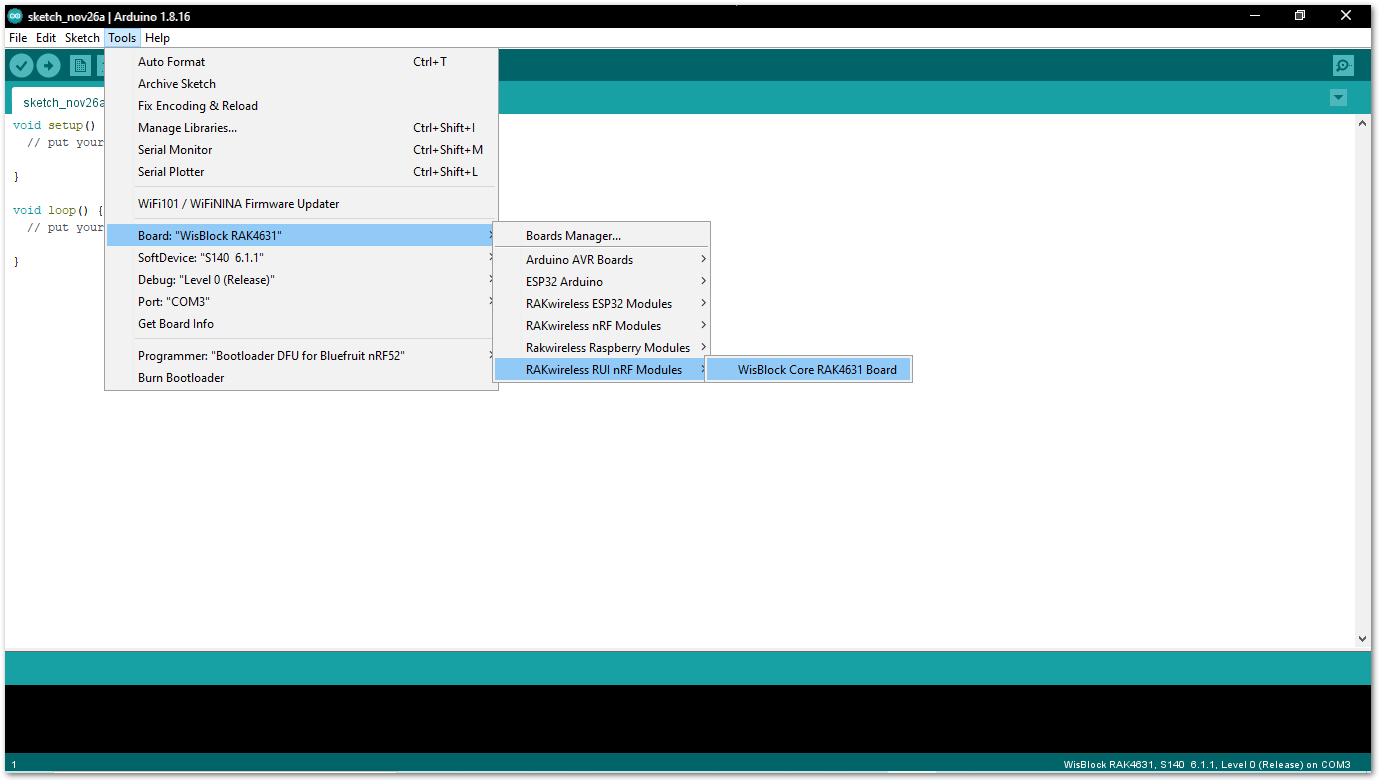 sketch_nov26a | Arduino 1.8.16
File Edit Sketch Tools Help
sketch_nov26a
void setup()
// put your
}
void loop() {
// put your
}
Auto Format Ctrl+T
Archive Sketch
Fix Encoding & Reload
Manage Libraries... Ctrl+Shift+I
Serial Monitor Ctrl+Shift+M
Serial Plotter Ctrl+Shift+L
WiFi101 / WiFiNINA Firmware Updater
Board: "WisBlock RAK4631"
SoftDevice: "S140 6.1.1"
Debug: "Level 0 (Release)"
Port: "COM3"
Get Board Info
Programmer: "Bootloader DFU for Bluefruit nRF52"
Burn Bootloader
Boards Manager...
Arduino AVR Boards
ESP32 Arduino
RAKwireless ESP32 Modules
RAKwireless nRF Modules
Rakwireless Raspberry Modules
RAKwireless RUI nRF Modules
WisBlock Core RAK4631 Board
1
WisBlock RAK4631, S140 6.1.1, Level 0 (Release) on COM3